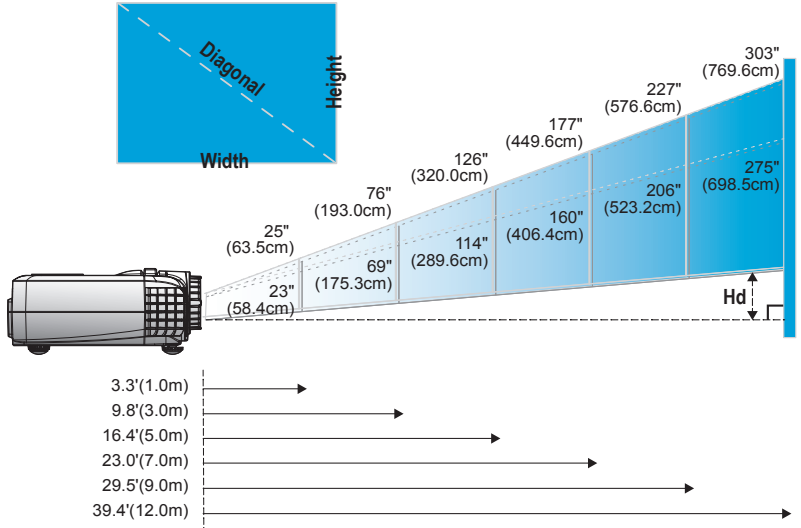 Diagonal
Height
Width
303"
(769.6cm)
227"
(576.6cm)
177"
(449.6cm)
126"
(320.0cm)
76"
(193.0cm)
25"
(63.5cm)
275"
(698.5cm)
206"
(523.2cm)
160"
(406.4cm)
114"
(289.6cm)
69"
(175.3cm)
23"
(58.4cm)
Hd
3.3'(1.0m)
9.8'(3.0m)
16.4'(5.0m)
23.0'(7.0m)
29.5'(9.0m)
39.4'(12.0m)